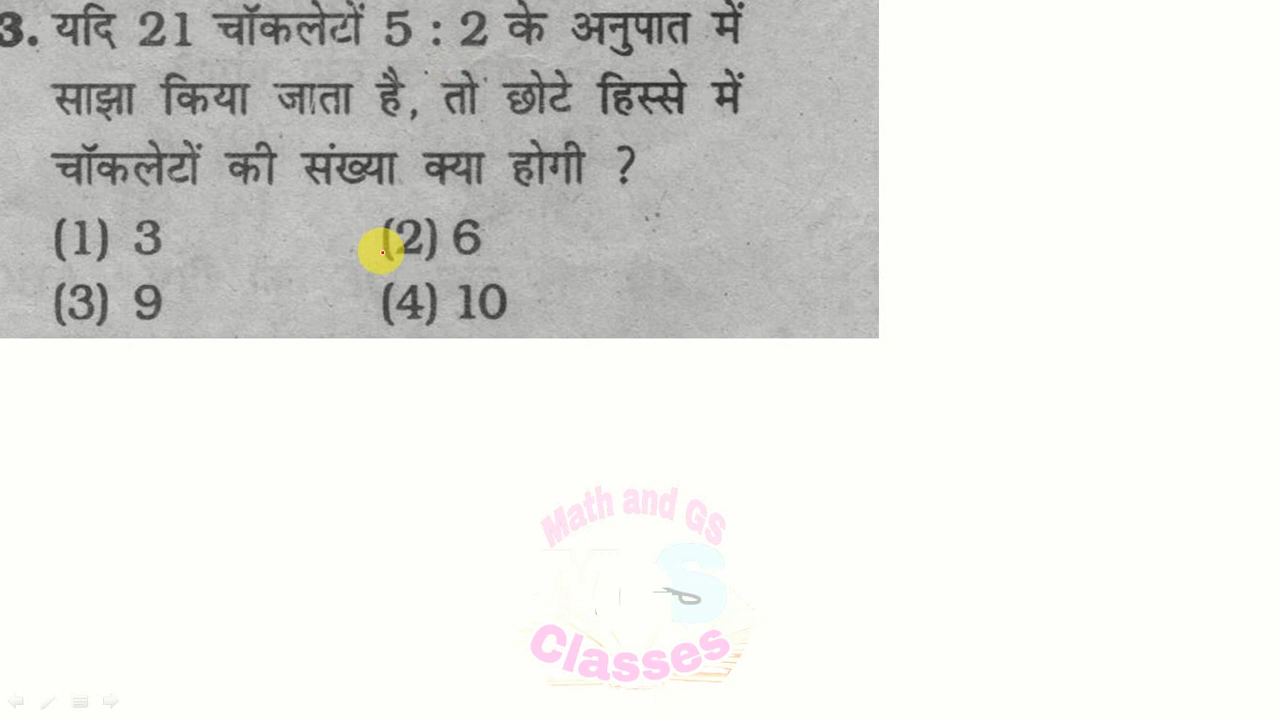 3. यदि 21 चॉकलेटों 5 : 2 के अनुपात में
साझा किया जाता है, तो छोटे हिस्से में
चॉकलेटों की संख्या क्या होगी ?
(1) 3 (2) 6
(3) 9 (4) 10
Math and GS
Classes